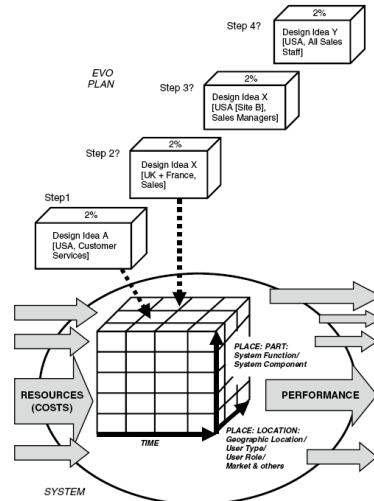 Step 4?
2%
Design Idea Y
[USA, All Sales
Staff]
EVO
PLAN
Step 3?
2%
Design Idea X
[USA [Site B],
Sales Managers]
Step 2?
2%
Design Idea X
[UK + France,
Sales]
Step1
2%
Design Idea A
[USA, Customer
Services]
PLACE: PART:
System Function/
System Component
RESOURCES
(COSTS)
PERFORMANCE
TIME
PLACE: LOCATION:
Geographic Location/
User Type/
User Role/
Market & others
SYSTEM